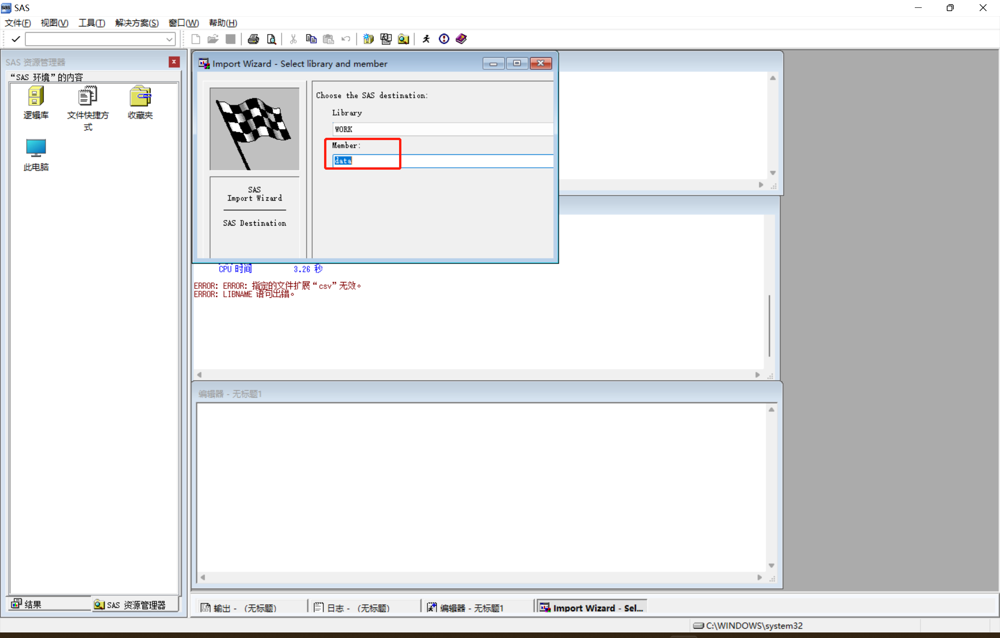 SAS
文件(F) 视图(V) 工具(T) 解决方案(S) 窗口(W) 帮助(H)
SAS 资源管理器
“SAS 环境”的内容
逻辑库
文件快捷方式
收藏夹
此电脑
Import Wizard - Select library and member
Choose the SAS destination:
Library
WORK
Member:
data
SAS
Import Wizard
SAS Destination
CPU 时间 3.26 秒
ERROR: ERROR: 指定的文件扩展“csv”无效。
ERROR: LIBNAME 语句出错。
编辑器 - 无标题1
结果
SAS 资源管理器
输出 - (无标题)
日志 - (无标题)
编辑器 - 无标题1
Import Wizard - Sel...
C:\WINDOWS\system32